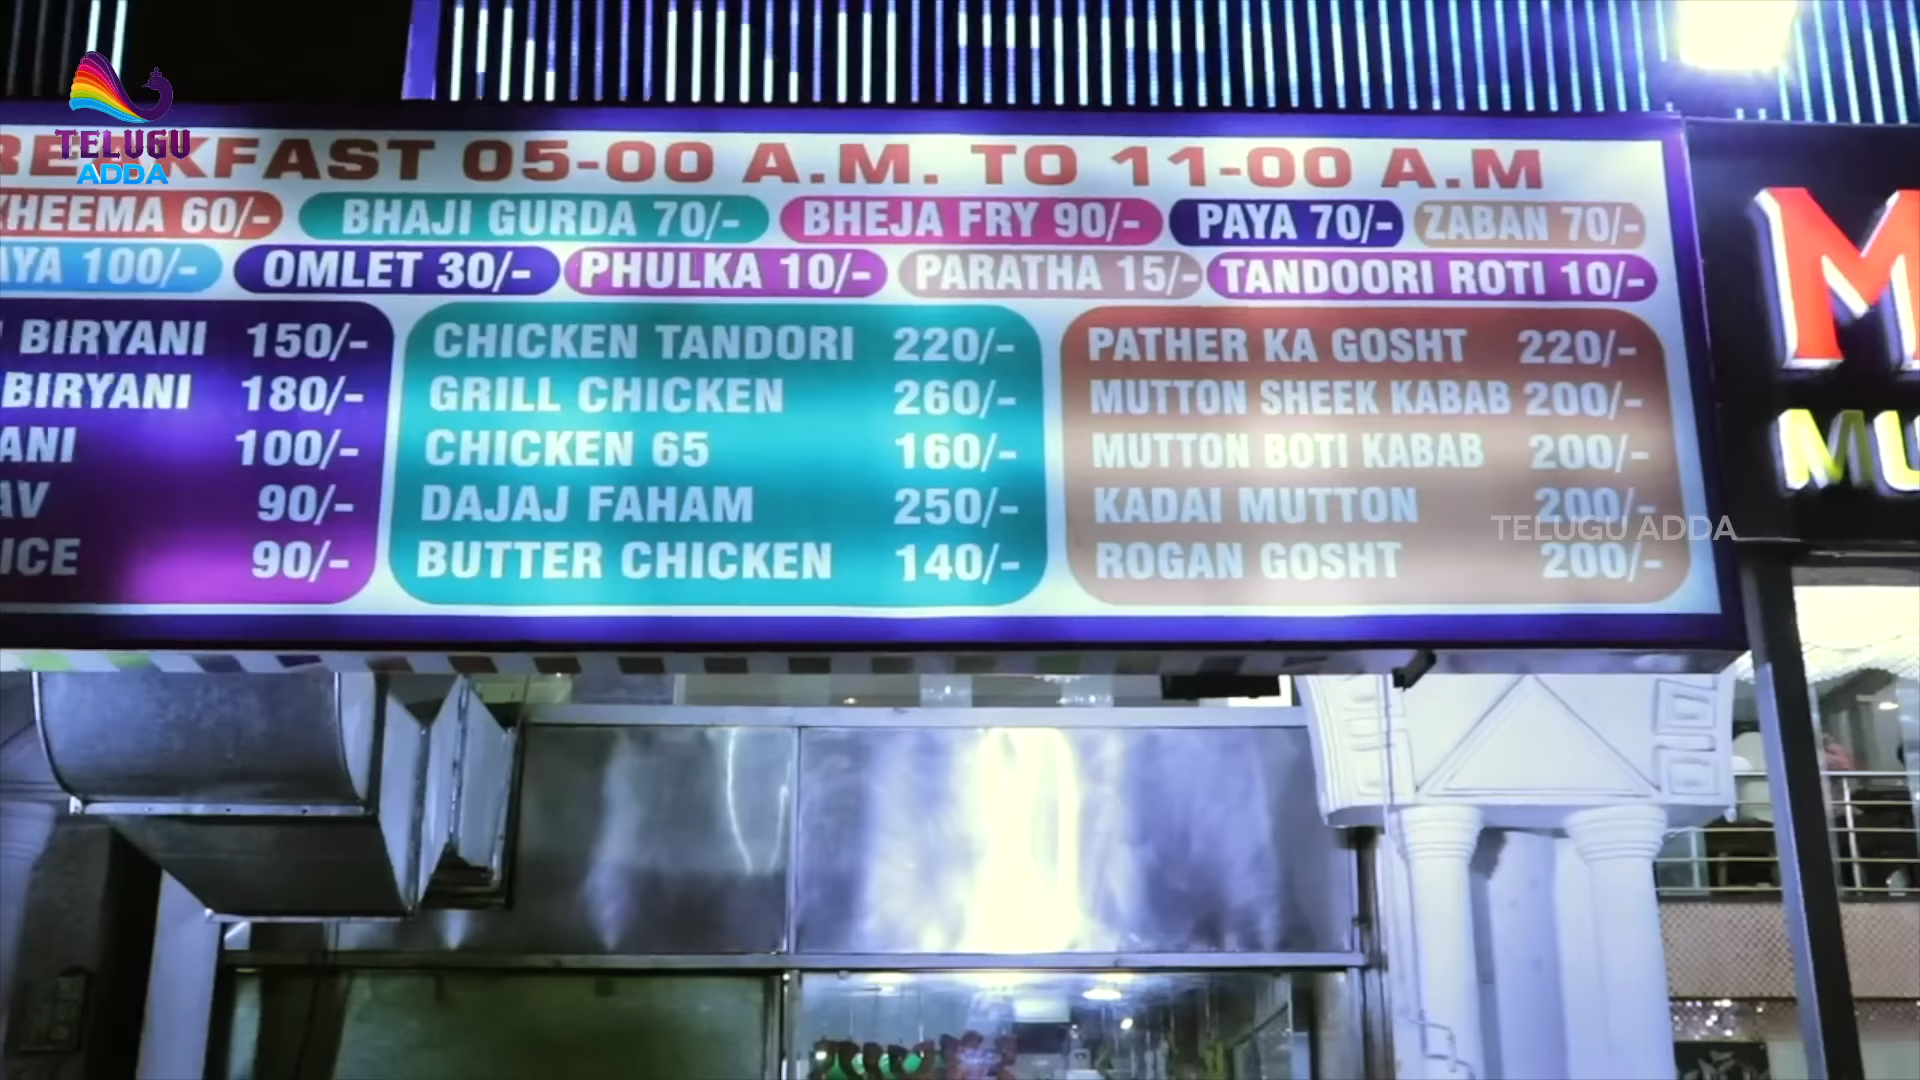 TELUGU
ADDA
BREAKFAST 05-00 A.M. TO 11-00 A.M
KHEEMA 60/- BHAJI GURDA 70/- BHEJA FRY 90/- PAYA 70/- ZABAN 70/-
AYA 100/- OMLET 30/- PHULKA 10/- PARATHA 15/- TANDOORI ROTI 10/-
BIRYANI 150/-
BIRYANI 180/-
ANI 100/-
AV 90/-
ICE 90/-
CHICKEN TANDORI 220/-
GRILL CHICKEN 260/-
CHICKEN 65 160/-
DAJAJ FAHAM 250/-
BUTTER CHICKEN 140/-
PATHER KA GOSHT 220/-
MUTTON SHEEK KABAB 200/-
MUTTON BOTI KABAB 200/-
KADAI MUTTON 200/-
ROGAN GOSHT 200/-
TELUGU ADDA
M
MU